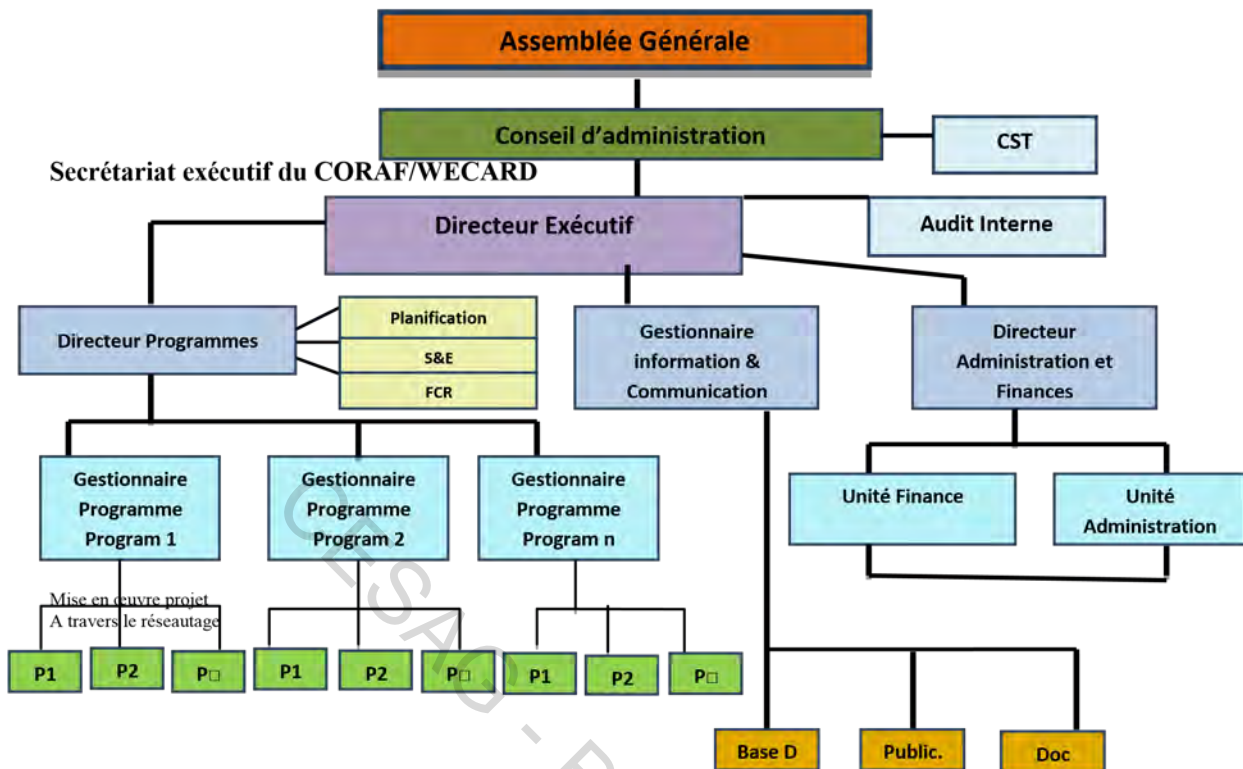 Assemblée Générale
Conseil d'administration
CST
Secrétariat exécutif du CORAF/WECARD
Directeur Exécutif
Audit Interne
Directeur Programmes
Planification
S&E
FCR
Gestionnaire
information &
Communication
Directeur
Administration et
Finances
Gestionnaire
Programme
Program 1
Gestionnaire
Programme
Program 2
Gestionnaire
Programme
Program n
Unité Finance
Unité
Administration
Mise en œuvre projet
A travers le réseautage
P1
P2
P□
P1
P2
P□
P1
P2
P□
Base D
Public.
Doc
CESAG -